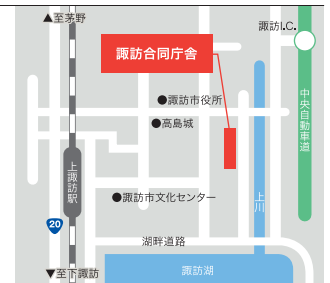 ▲至茅野
諏訪I.C.
諏訪合同庁舎
●諏訪市役所
●高島城
中央自動車道
上諏訪駅
上川
●諏訪市文化センター
20
湖畔道路
▼至下諏訪
諏訪湖